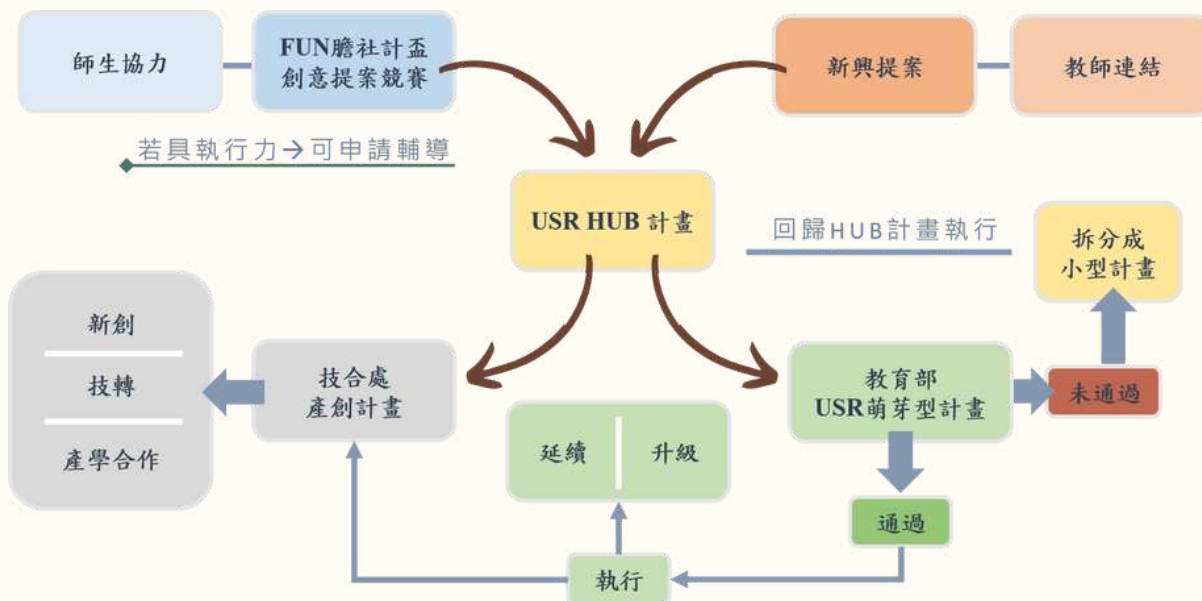 師生協力
FUN膽社計盃
創意提案競賽
新興提案
教師連結
若具執行力→可申請輔導
USR HUB 計畫
回歸HUB計畫執行
拆分成
小型計畫
新創
技轉
產學合作
技合處
產創計畫
延續
升級
教育部
USR萌芽型計畫
未通過
通過
執行